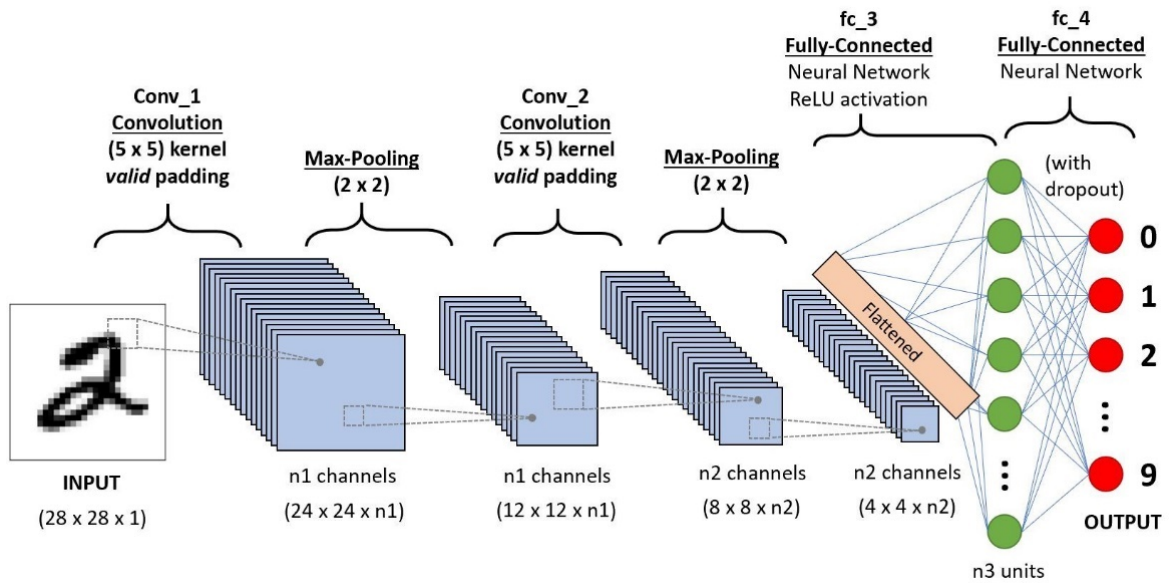 fc_3
Fully-Connected
Neural Network
ReLU activation
fc_4
Fully-Connected
Neural Network
Conv_1
Convolution
(5 x 5) kernel
valid padding
Max-Pooling
(2 x 2)
Conv_2
Convolution
(5 x 5) kernel
valid padding
Max-Pooling
(2 x 2)
(with
dropout)
Flattened
0
1
2
9
INPUT
(28 x 28 x 1)
n1 channels
(24 x 24 x n1)
n1 channels
(12 x 12 x n1)
n2 channels
(8 x 8 x n2)
n2 channels
(4 x 4 x n2)
OUTPUT
n3 units